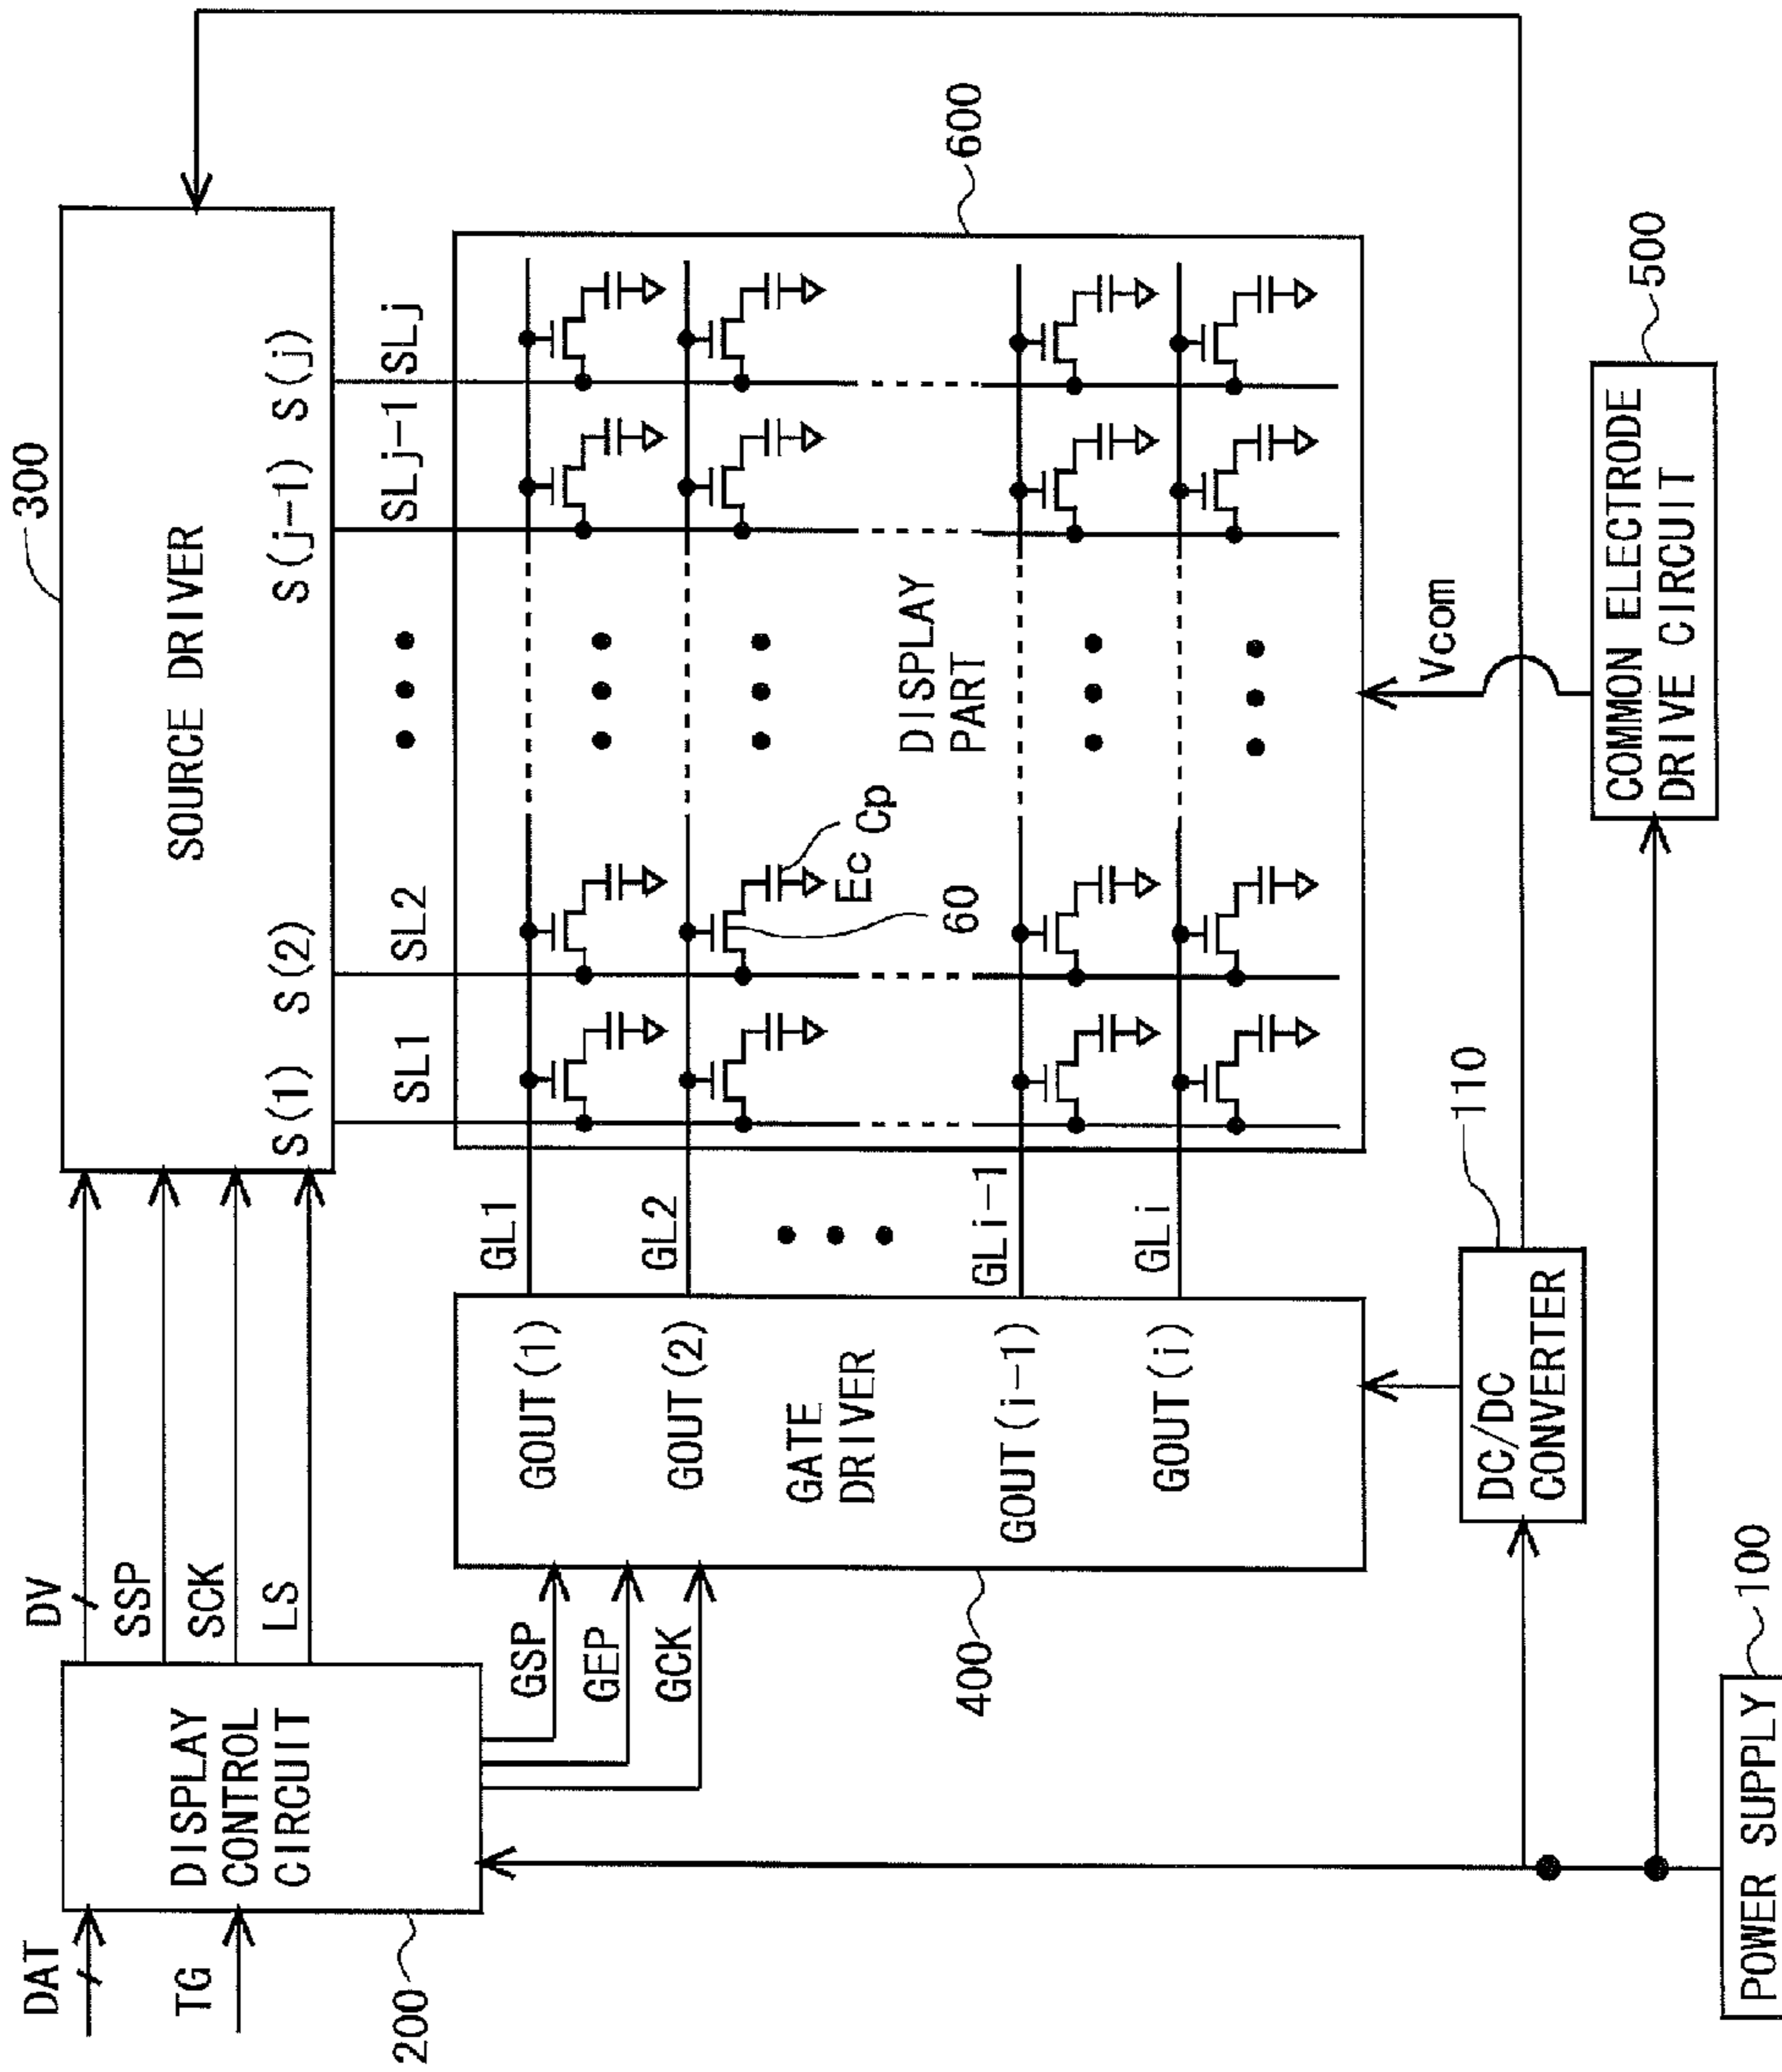 300
SOURCE DRIVER
S(1) S(2) S(j-1) S(j)
DV
SSP
SCK
LS
DAT
TG
DISPLAY
CONTROL
CIRCUIT
200
SL1 SL2 SLj-1 SLj
GSP
GEP
GCK
400
GOUT(1)
GOUT(2)
GATE
DRIVER
GOUT(i-1)
GOUT(i)
GL1
GL2
GLi-1
GLi
Cp
Ec
60
DISPLAY
PART
600
110
DC/DC
CONVERTER
Vcom
500
COMMON ELECTRODE
DRIVE CIRCUIT
100
POWER SUPPLY